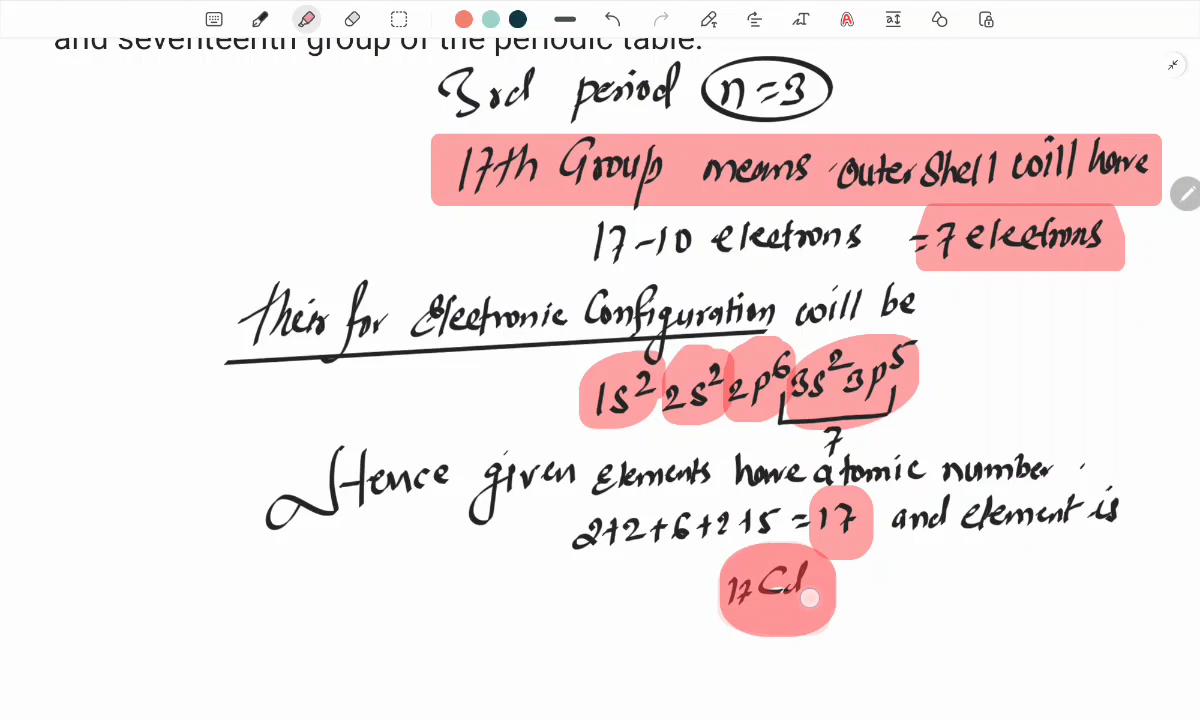 and seventeenth group of the periodic table.
3rd period n=3
17th Group means outer shell will have
17-10 electrons = 7 electrons
Their for Electronic Configuration will be
1s² 2s² 2p⁶ 3s² 3p⁵
7
Hence given elements have atomic number
2+2+6+2+5 = 17 and element is
17 Cl